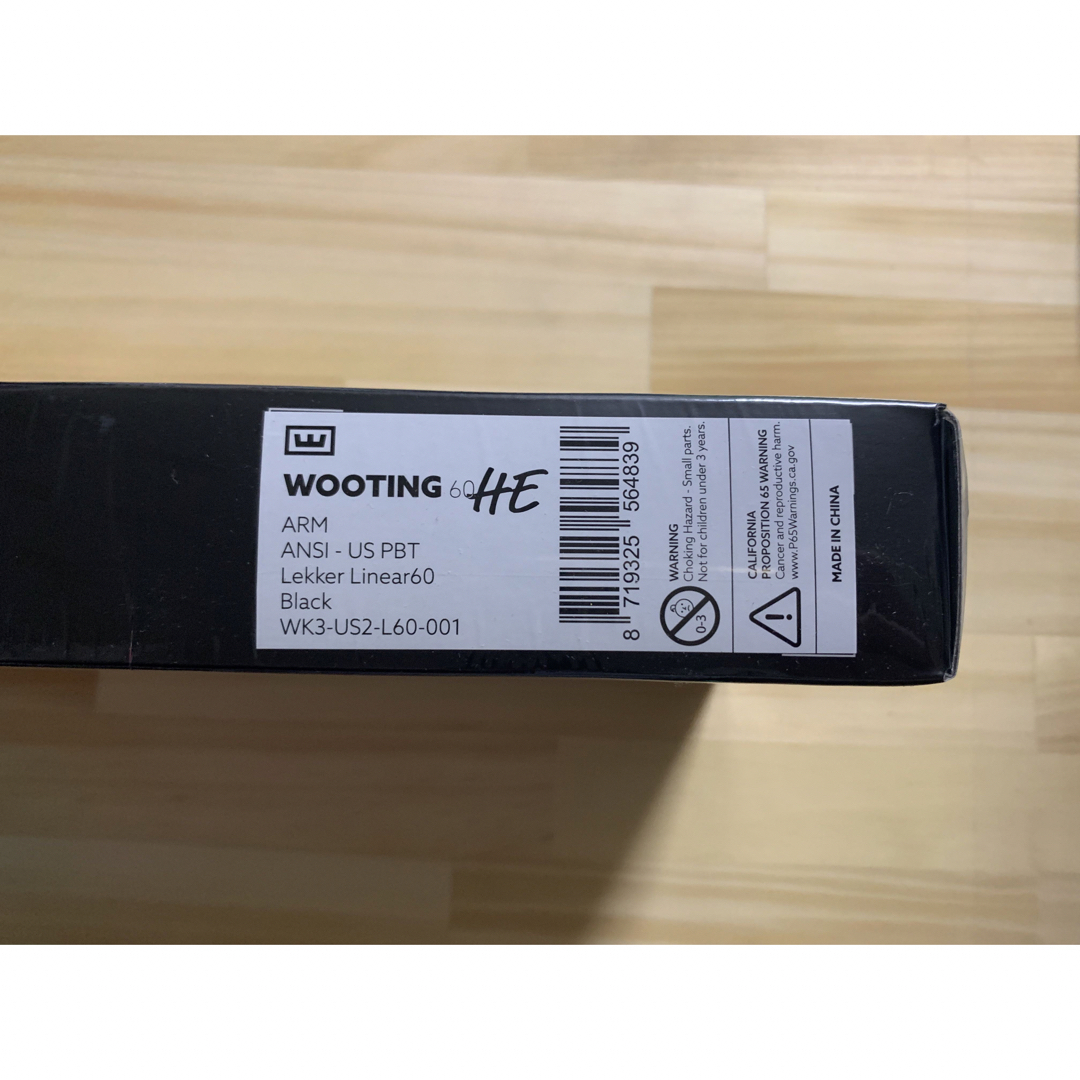 WOOTING 60HE
ARM
ANSI - US PBT
Lekker Linear60
Black
WK3-US2-L60-001
8 719325 564839
WARNING
Choking Hazard - Small parts.
Not for children under 3 years.
0-3
CALIFORNIA
PROPOSITION 65 WARNING
Cancer and reproductive harm.
www.P65Warnings.ca.gov
MADE IN CHINA